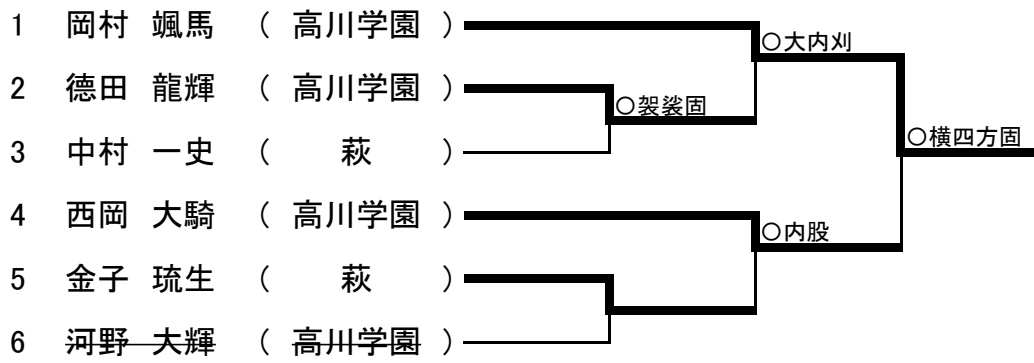 1 岡村 颯馬 ( 高川学園 )
○大内刈
2 德田 龍輝 ( 高川学園 )
○袈裟固
3 中村 一史 ( 萩 )
○横四方固
4 西岡 大騎 ( 高川学園 )
○内股
5 金子 琉生 ( 萩 )
6 河野 大輝 ( 高川学園 )